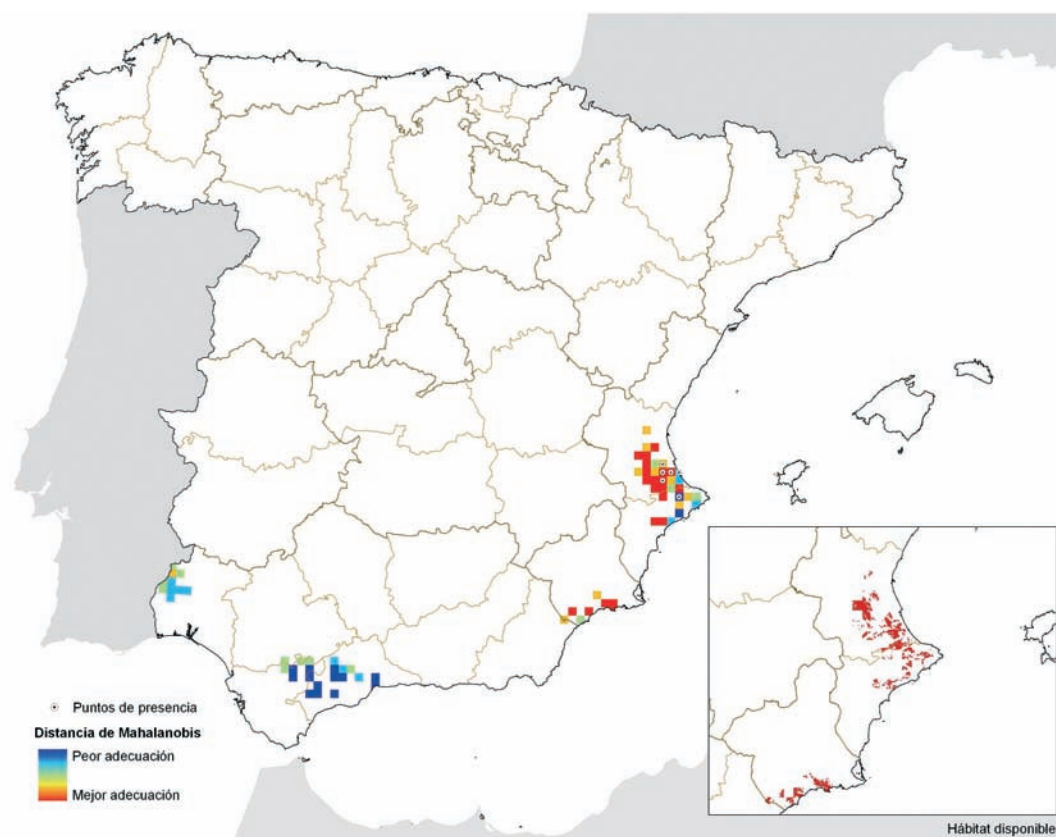 Puntos de presencia
Distancia de Mahalanobis
Peor adecuación
Mejor adecuación
Hábitat disponible